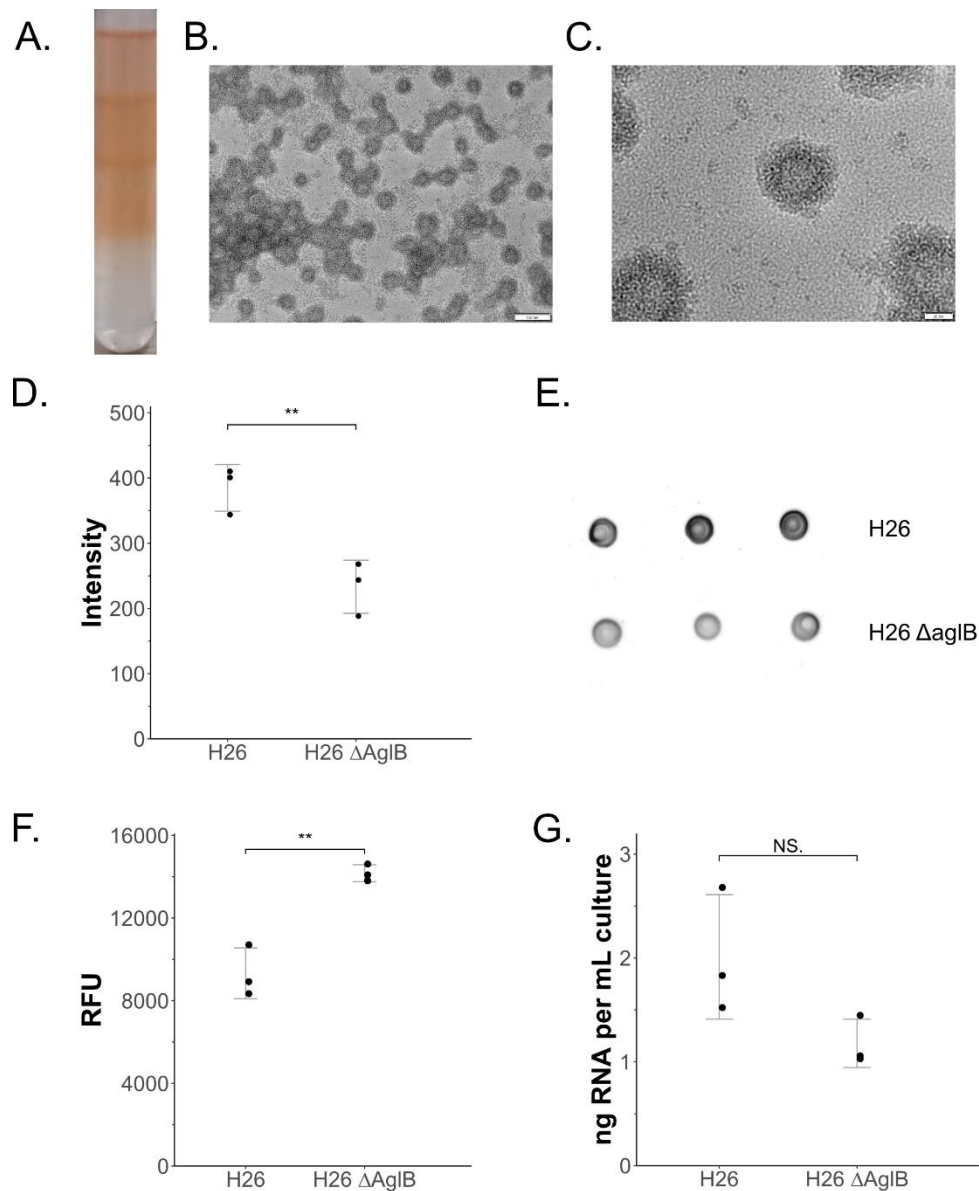 A.
B.
C.
D.
500
400
300
200
100
0
Intensity
**
H26
H26 ΔAglB
E.
H26
H26 ΔaglB
F.
16000
12000
8000
4000
0
RFU
**
H26
H26 ΔAglB
G.
3
2
1
0
ng RNA per mL culture
NS.
H26
H26 ΔAglB